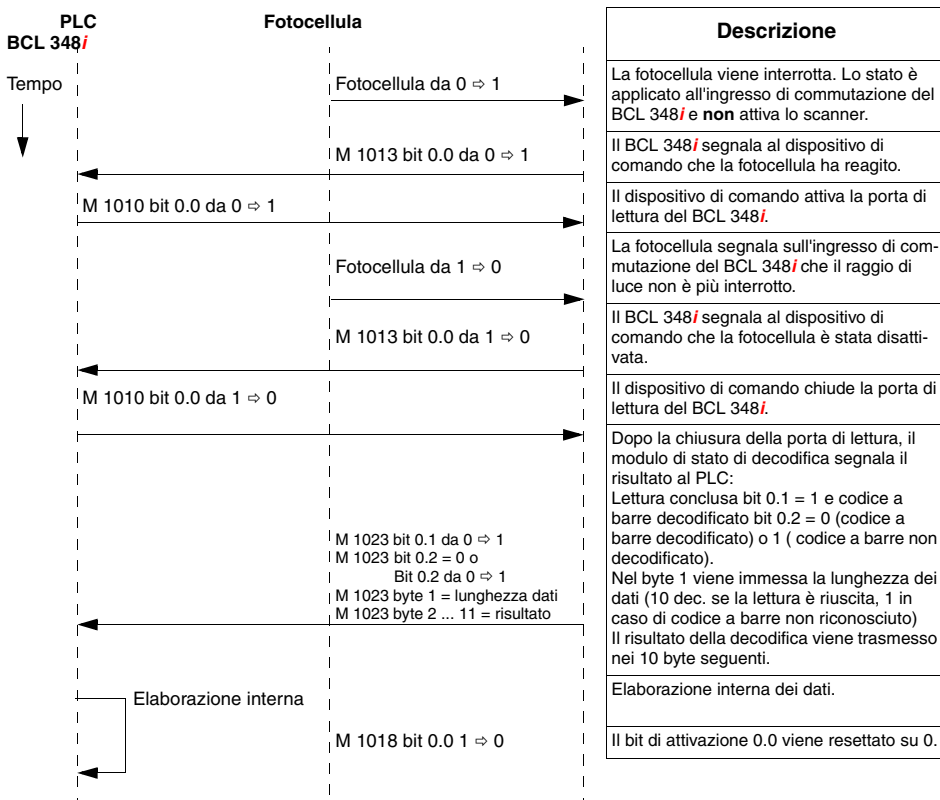 PLC
BCL 348i
Fotocellula
Tempo
Fotocellula da 0 ⇨ 1
M 1013 bit 0.0 da 0 ⇨ 1
M 1010 bit 0.0 da 0 ⇨ 1
Fotocellula da 1 ⇨ 0
M 1013 bit 0.0 da 1 ⇨ 0
M 1010 bit 0.0 da 1 ⇨ 0
M 1023 bit 0.1 da 0 ⇨ 1
M 1023 bit 0.2 = 0 o
Bit 0.2 da 0 ⇨ 1
M 1023 byte 1 = lunghezza dati
M 1023 byte 2 ... 11 = risultato
Elaborazione interna
M 1018 bit 0.0 1 ⇨ 0
Descrizione
La fotocellula viene interrotta. Lo stato è
applicato all'ingresso di commutazione del
BCL 348i e non attiva lo scanner.
Il BCL 348i segnala al dispositivo di
comando che la fotocellula ha reagito.
Il dispositivo di comando attiva la porta di
lettura del BCL 348i.
La fotocellula segnala sull'ingresso di com-
mutazione del BCL 348i che il raggio di
luce non è più interrotto.
Il BCL 348i segnala al dispositivo di
comando che la fotocellula è stata disatti-
vata.
Il dispositivo di comando chiude la porta di
lettura del BCL 348i.
Dopo la chiusura della porta di lettura, il
modulo di stato di decodifica segnala il
risultato al PLC:
Lettura conclusa bit 0.1 = 1 e codice a
barre decodificato bit 0.2 = 0 (codice a
barre decodificato) o 1 ( codice a barre non
decodificato).
Nel byte 1 viene immessa la lunghezza dei
dati (10 dec. se la lettura è riuscita, 1 in
caso di codice a barre non riconosciuto)
Il risultato della decodifica viene trasmesso
nei 10 byte seguenti.
Elaborazione interna dei dati.
Il bit di attivazione 0.0 viene resettato su 0.